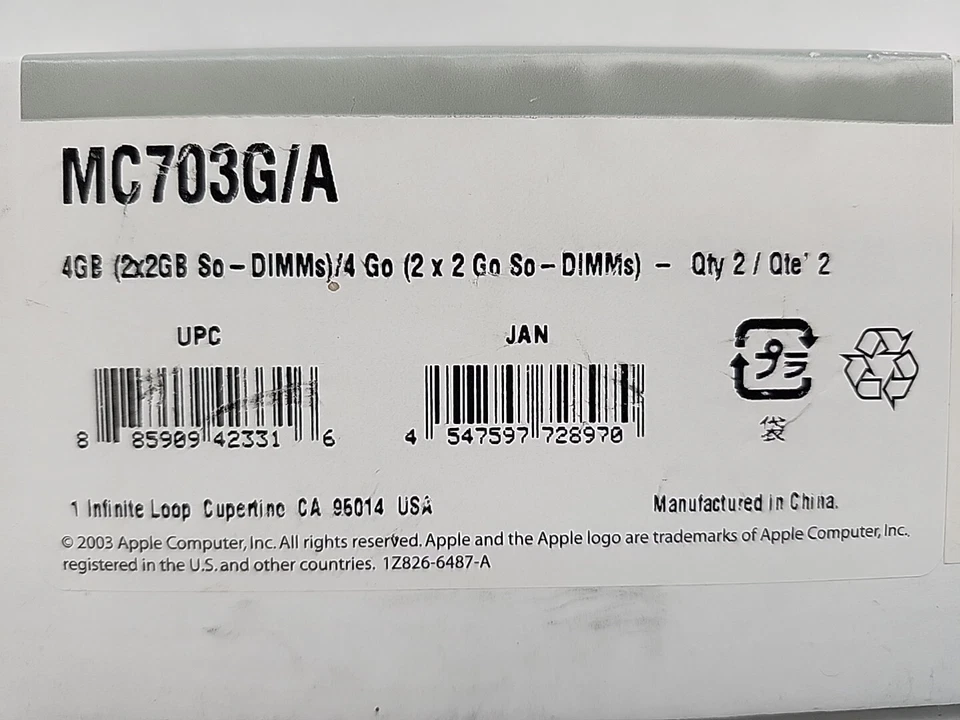 MC703G/A
4GB (2x2GB So-DIMMs)/4 Go (2 x 2 Go So-DIMMs) - Qty 2 / Qte' 2
UPC JAN
プラ
袋
8 85909 42331 6
4 547597 728970
1 Infinite Loop Cupertino CA 95014 USA
Manufactured in China.
© 2003 Apple Computer, Inc. All rights reserved. Apple and the Apple logo are trademarks of Apple Computer, Inc.,
registered in the U.S. and other countries. 1Z826-6487-A